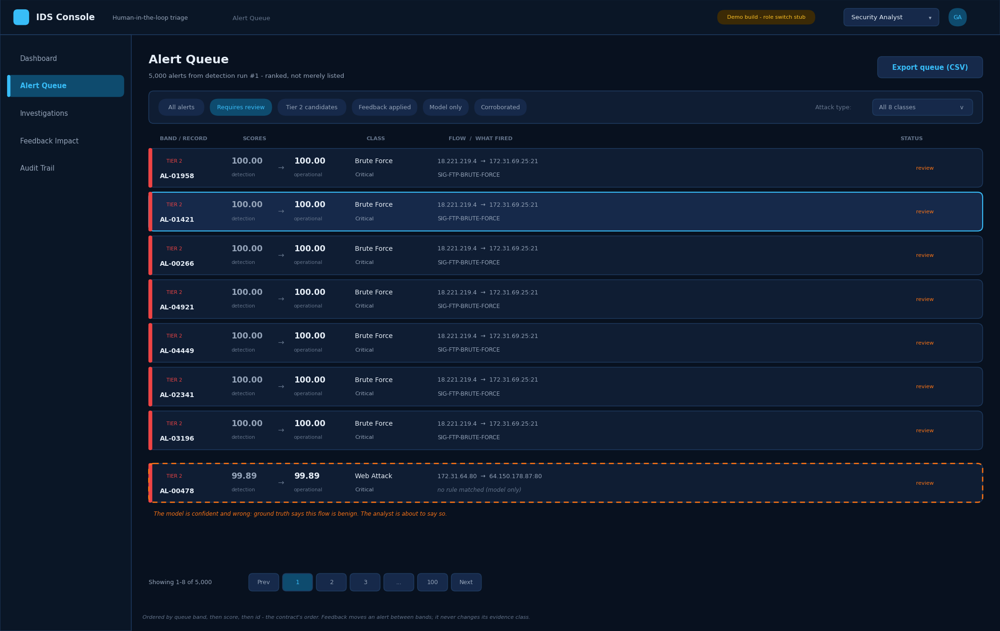 IDS Console Human-in-the-loop triage Alert Queue Demo build - role switch stub Security Analyst ▾ GA
Dashboard
Alert Queue
Investigations
Feedback Impact
Audit Trail
Alert Queue
5,000 alerts from detection run #1 - ranked, not merely listed
Export queue (CSV)
All alerts Requires review Tier 2 candidates Feedback applied Model only Corroborated Attack type: All 8 classes v
BAND / RECORD SCORES CLASS FLOW / WHAT FIRED STATUS
TIER 2 100.00 → 100.00 Brute Force 18.221.219.4 → 172.31.69.25:21 review
AL-01958 detection operational Critical SIG-FTP-BRUTE-FORCE
TIER 2 100.00 → 100.00 Brute Force 18.221.219.4 → 172.31.69.25:21 review
AL-01421 detection operational Critical SIG-FTP-BRUTE-FORCE
TIER 2 100.00 → 100.00 Brute Force 18.221.219.4 → 172.31.69.25:21 review
AL-00266 detection operational Critical SIG-FTP-BRUTE-FORCE
TIER 2 100.00 → 100.00 Brute Force 18.221.219.4 → 172.31.69.25:21 review
AL-04921 detection operational Critical SIG-FTP-BRUTE-FORCE
TIER 2 100.00 → 100.00 Brute Force 18.221.219.4 → 172.31.69.25:21 review
AL-04449 detection operational Critical SIG-FTP-BRUTE-FORCE
TIER 2 100.00 → 100.00 Brute Force 18.221.219.4 → 172.31.69.25:21 review
AL-02341 detection operational Critical SIG-FTP-BRUTE-FORCE
TIER 2 100.00 → 100.00 Brute Force 18.221.219.4 → 172.31.69.25:21 review
AL-03196 detection operational Critical SIG-FTP-BRUTE-FORCE
TIER 2 99.89 → 99.89 Web Attack 172.31.64.80 → 64.150.178.87:80 review
AL-00478 detection operational Critical no rule matched (model only)
The model is confident and wrong: ground truth says this flow is benign. The analyst is about to say so.
Showing 1-8 of 5,000 Prev 1 2 3 ... 100 Next
Ordered by queue band, then score, then id - the contract's order. Feedback moves an alert between bands; it never changes its evidence class.